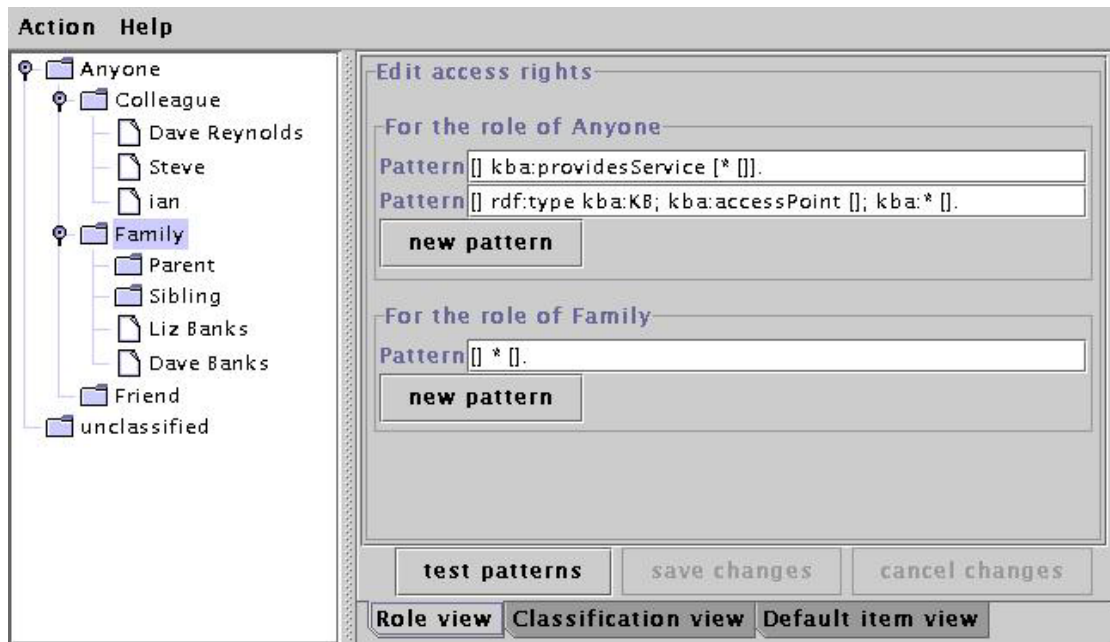 Action Help
Anyone
Colleague
Dave Reynolds
Steve
ian
Family
Parent
Sibling
Liz Banks
Dave Banks
Friend
unclassified
Edit access rights
For the role of Anyone
Pattern [] kba:providesService [* []].
Pattern [] rdf:type kba:KB; kba:accessPoint []; kba:* [].
new pattern
For the role of Family
Pattern [] * [].
new pattern
test patterns save changes cancel changes
Role view Classification view Default item view